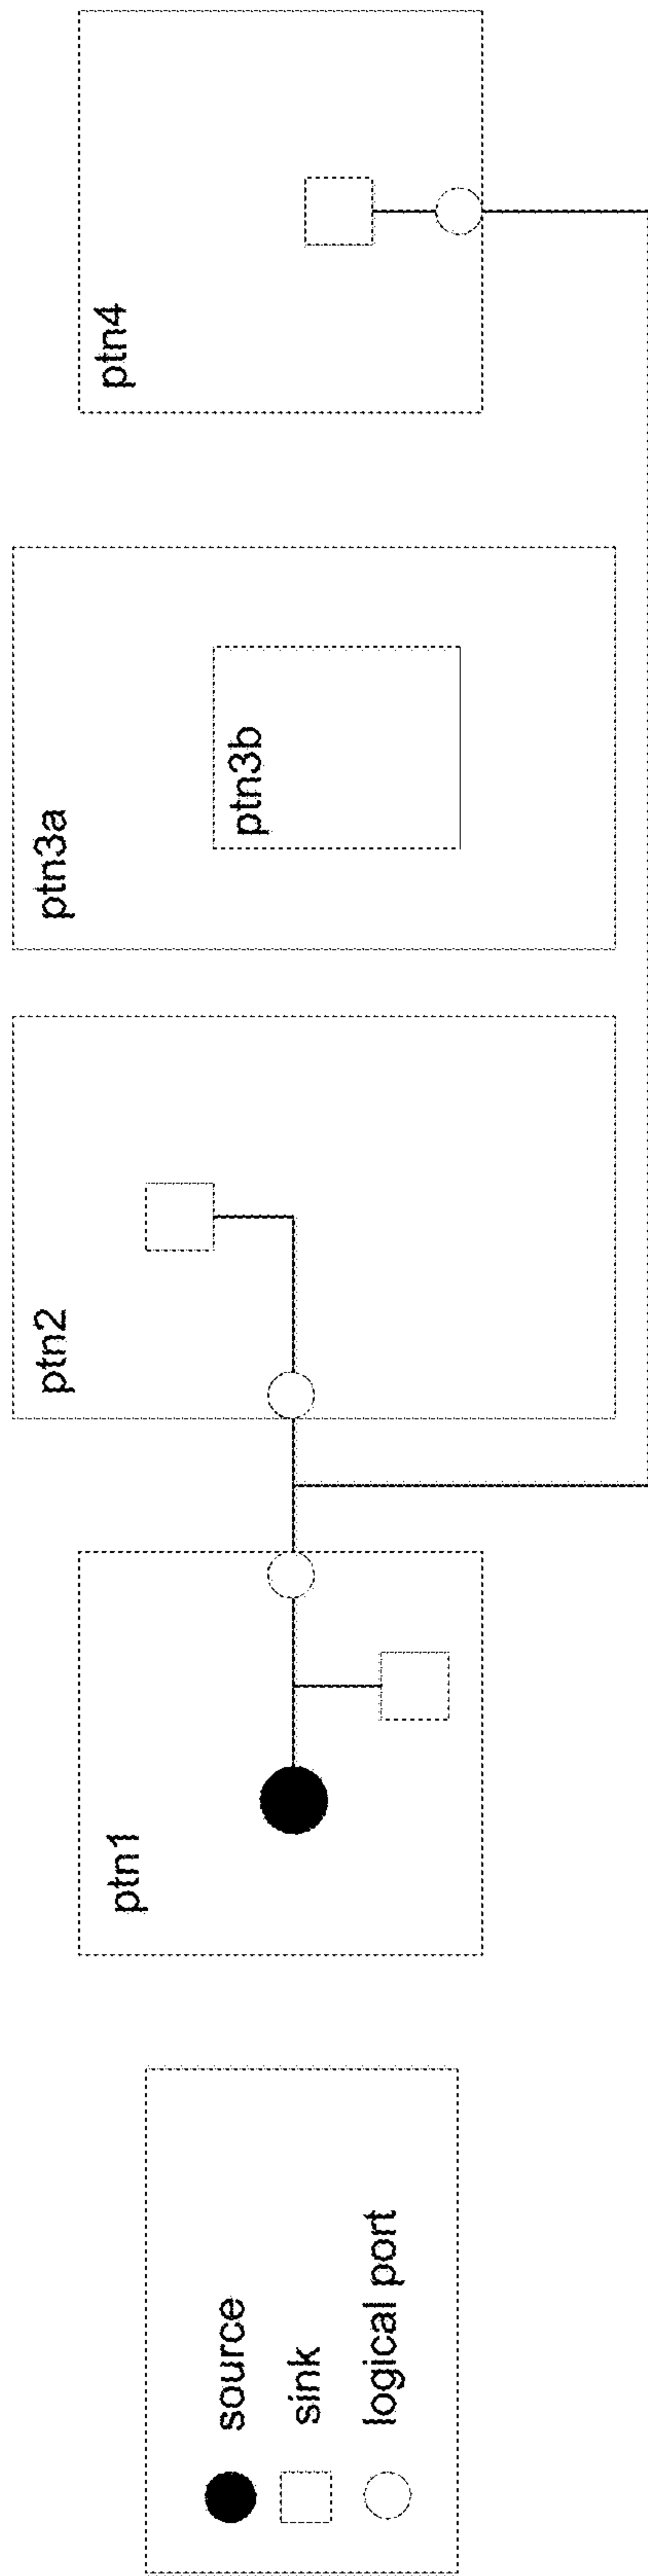 source
sink
logical port
ptn1
ptn2
ptn3a
ptn3b
ptn4